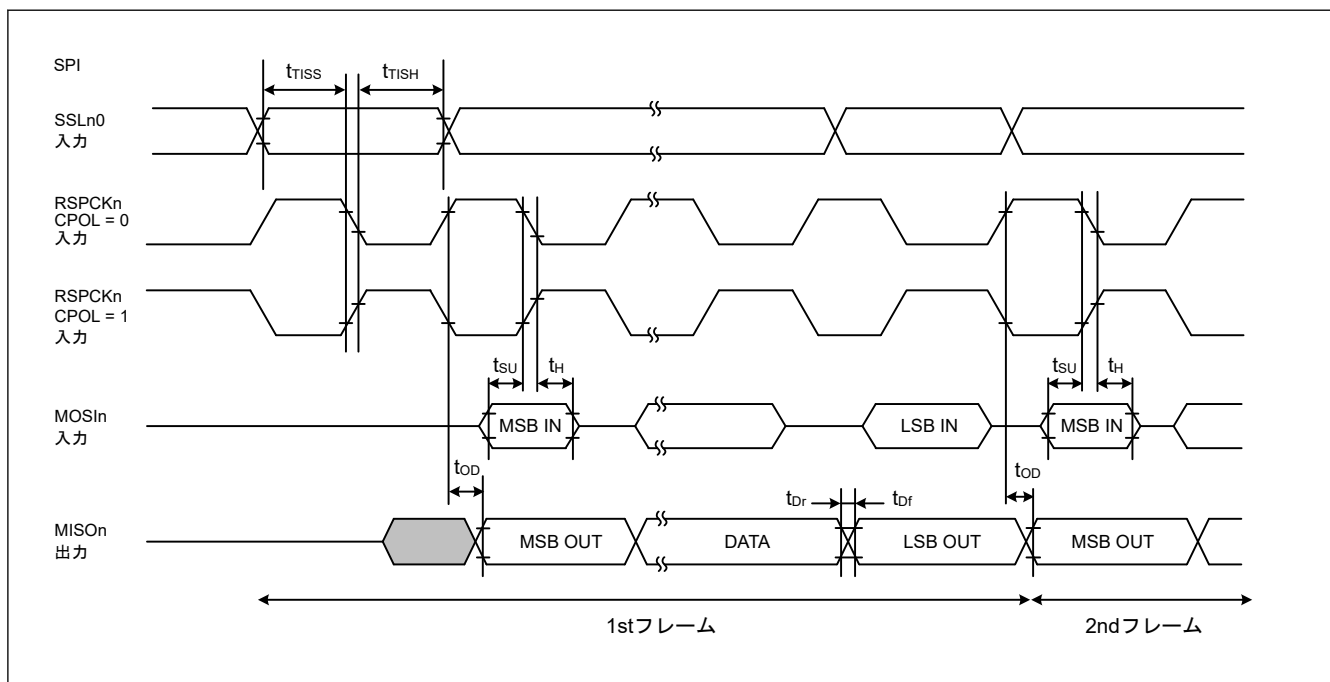 SPI
tTISS
tTISH
SSLn0
入力
RSPCKn
CPOL = 0
入力
RSPCKn
CPOL = 1
入力
tSU
tH
tSU
tH
MOSIn
入力
MSB IN
LSB IN
MSB IN
tOD
tDr
tDf
tOD
MISOn
出力
MSB OUT
DATA
LSB OUT
MSB OUT
1stフレーム
2ndフレーム